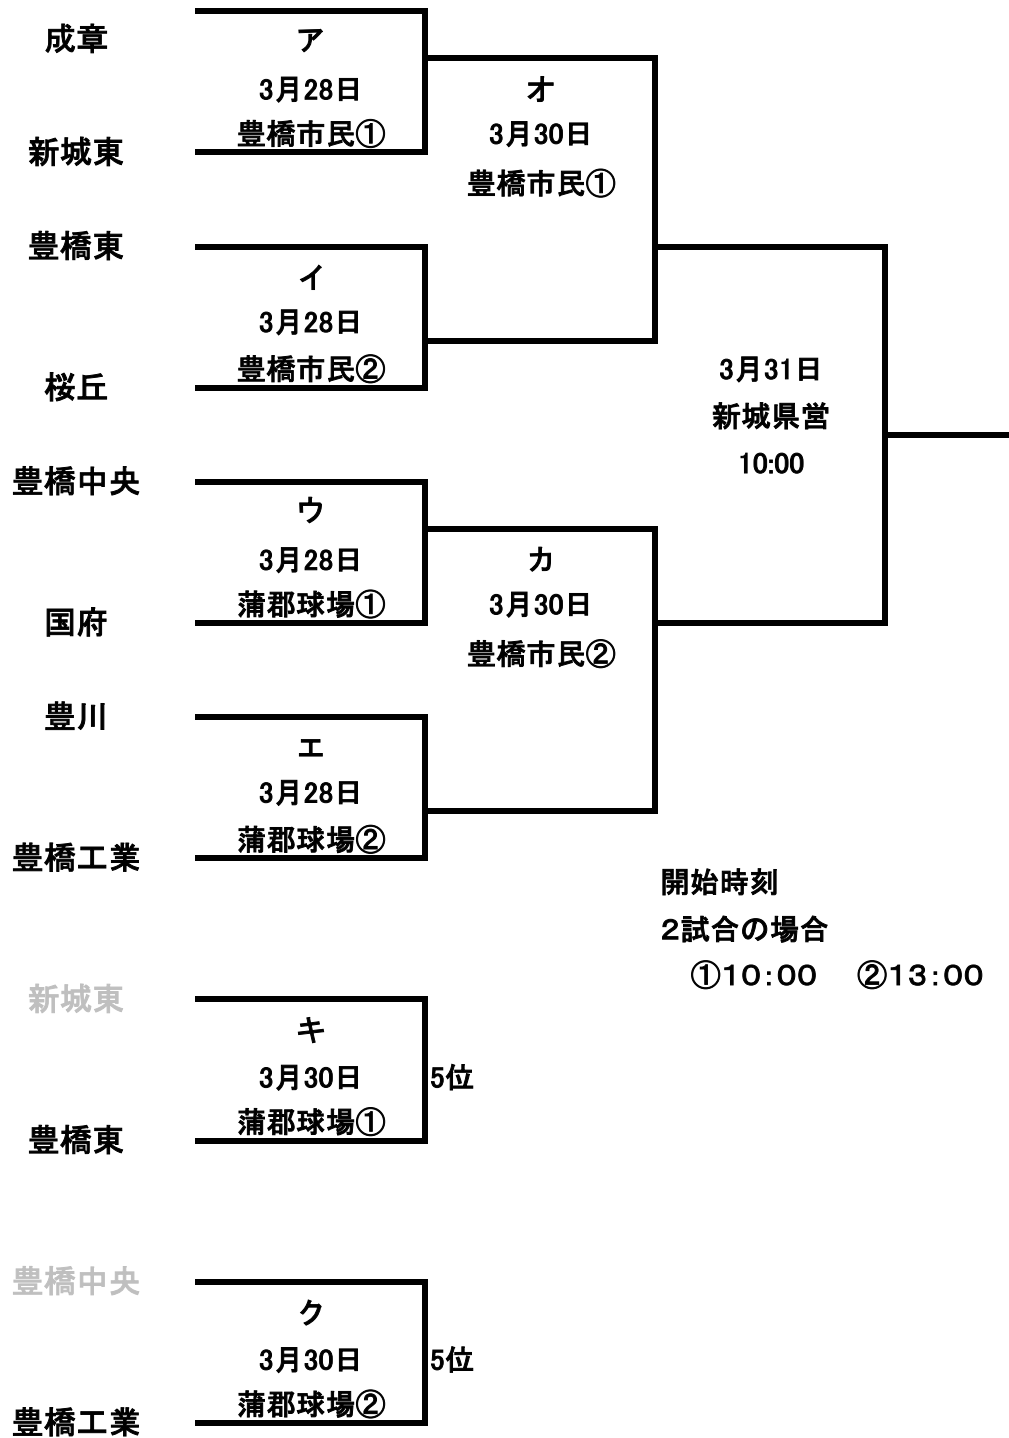 成章
ア
3月28日
豊橋市民①
新城東
オ
3月30日
豊橋市民①
豊橋東
イ
3月28日
豊橋市民②
桜丘
3月31日
新城県営
10:00
豊橋中央
ウ
3月28日
蒲郡球場①
国府
カ
3月30日
豊橋市民②
豊川
エ
3月28日
蒲郡球場②
豊橋工業
開始時刻
２試合の場合
①１０：００　②１３：００
新城東
キ
3月30日
蒲郡球場①
豊橋東
5位
豊橋中央
ク
3月30日
蒲郡球場②
豊橋工業
5位